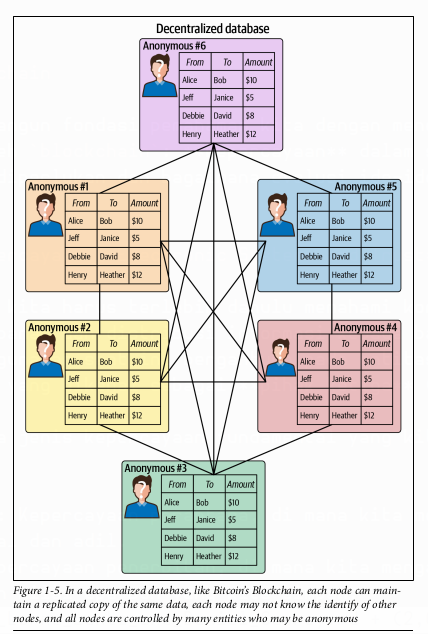 Decentralized database
Anonymous #6
From To Amount
Alice Bob $10
Jeff Janice $5
Debbie David $8
Henry Heather $12
Anonymous #1
From To Amount
Alice Bob $10
Jeff Janice $5
Debbie David $8
Henry Heather $12
Anonymous #5
From To Amount
Alice Bob $10
Jeff Janice $5
Debbie David $8
Henry Heather $12
Anonymous #2
From To Amount
Alice Bob $10
Jeff Janice $5
Debbie David $8
Henry Heather $12
Anonymous #4
From To Amount
Alice Bob $10
Jeff Janice $5
Debbie David $8
Henry Heather $12
Anonymous #3
From To Amount
Alice Bob $10
Jeff Janice $5
Debbie David $8
Henry Heather $12
Figure 1-5. In a decentralized database, like Bitcoin's Blockchain, each node can main-
tain a replicated copy of the same data, each node may not know the identify of other
nodes, and all nodes are controlled by many entities who may be anonymous